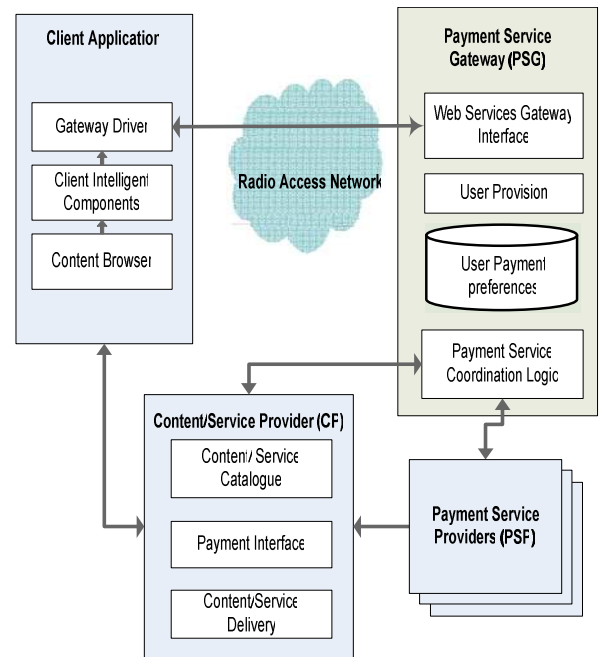 Client Application
Gateway Driver
Client Intelligent
Components
Content Browser
Radio Access Network
Payment Service
Gateway (PSG)
Web Services Gateway
Interface
User Provision
User Payment
preferences
Payment Service
Coordination Logic
Content/Service Provider (CF)
Content/ Service
Catalogue
Payment Interface
Content/Service
Delivery
Payment Service
Providers (PSF)